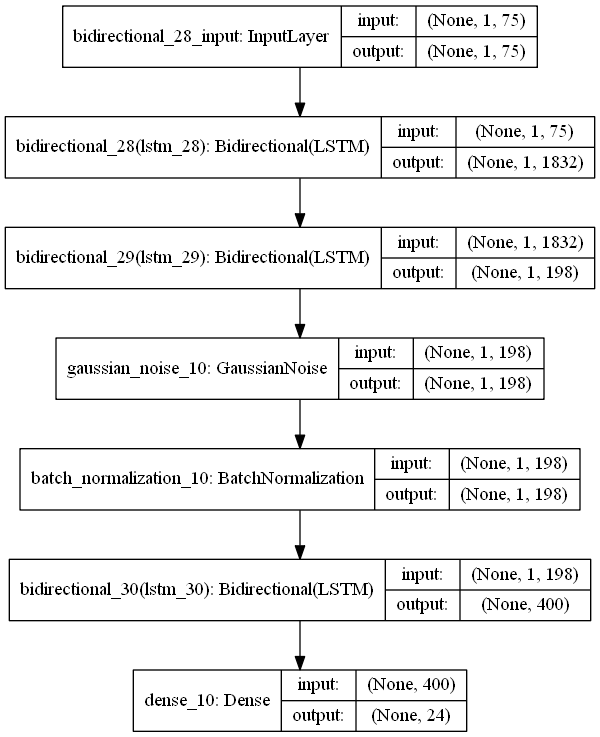 bidirectional_28_input: InputLayer
input: (None, 1, 75)
output: (None, 1, 75)
bidirectional_28(lstm_28): Bidirectional(LSTM)
input: (None, 1, 75)
output: (None, 1, 1832)
bidirectional_29(lstm_29): Bidirectional(LSTM)
input: (None, 1, 1832)
output: (None, 1, 198)
gaussian_noise_10: GaussianNoise
input: (None, 1, 198)
output: (None, 1, 198)
batch_normalization_10: BatchNormalization
input: (None, 1, 198)
output: (None, 1, 198)
bidirectional_30(lstm_30): Bidirectional(LSTM)
input: (None, 1, 198)
output: (None, 400)
dense_10: Dense
input: (None, 400)
output: (None, 24)